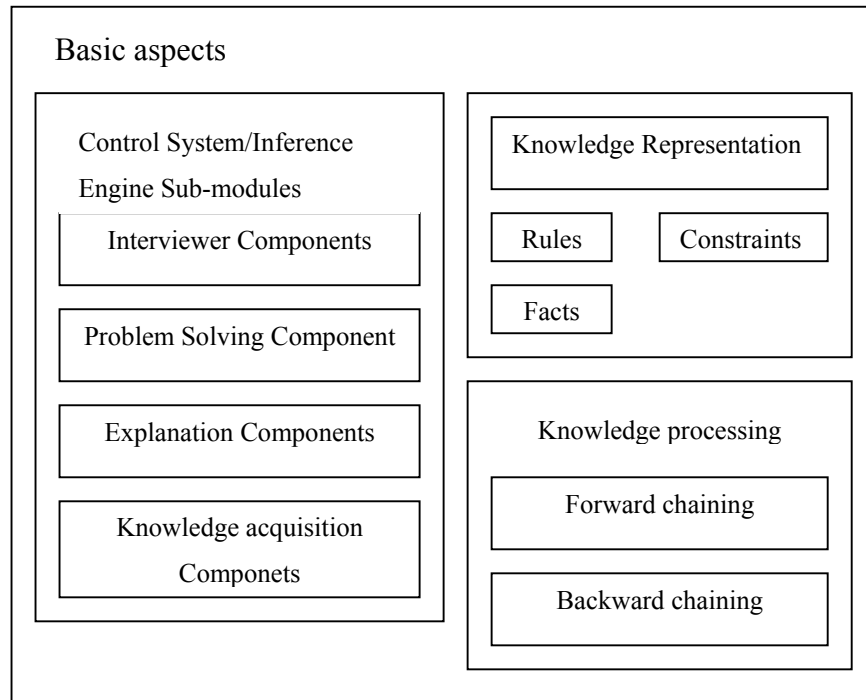 Basic aspects
Control System/Inference
Engine Sub-modules
Interviewer Components
Problem Solving Component
Explanation Components
Knowledge acquisition
Componets
Knowledge Representation
Rules
Constraints
Facts
Knowledge processing
Forward chaining
Backward chaining